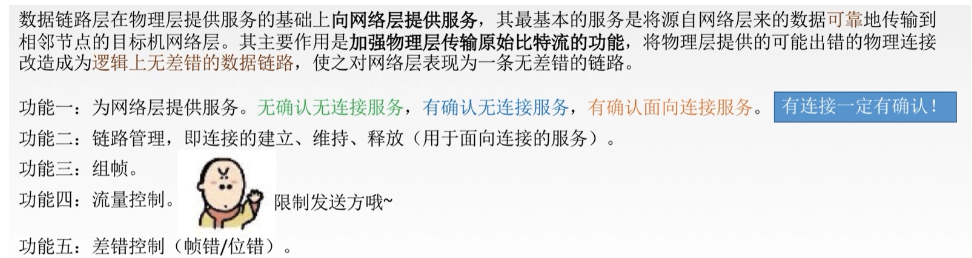 数据链路层在物理层提供服务的基础上向网络层提供服务，其最基本的服务是将源自网络层来的数据可靠地传输到
相邻节点的目标机网络层。其主要作用是加强物理层传输原始比特流的功能，将物理层提供的可能出错的物理连接
改造成为逻辑上无差错的数据链路，使之对网络层表现为一条无差错的链路。
功能一：为网络层提供服务。无确认无连接服务，有确认无连接服务，有确认面向连接服务。 有连接一定有确认！
功能二：链路管理，即连接的建立、维持、释放（用于面向连接的服务）。
功能三：组帧。
功能四：流量控制。 限制发送方哦~
功能五：差错控制（帧错/位错）。